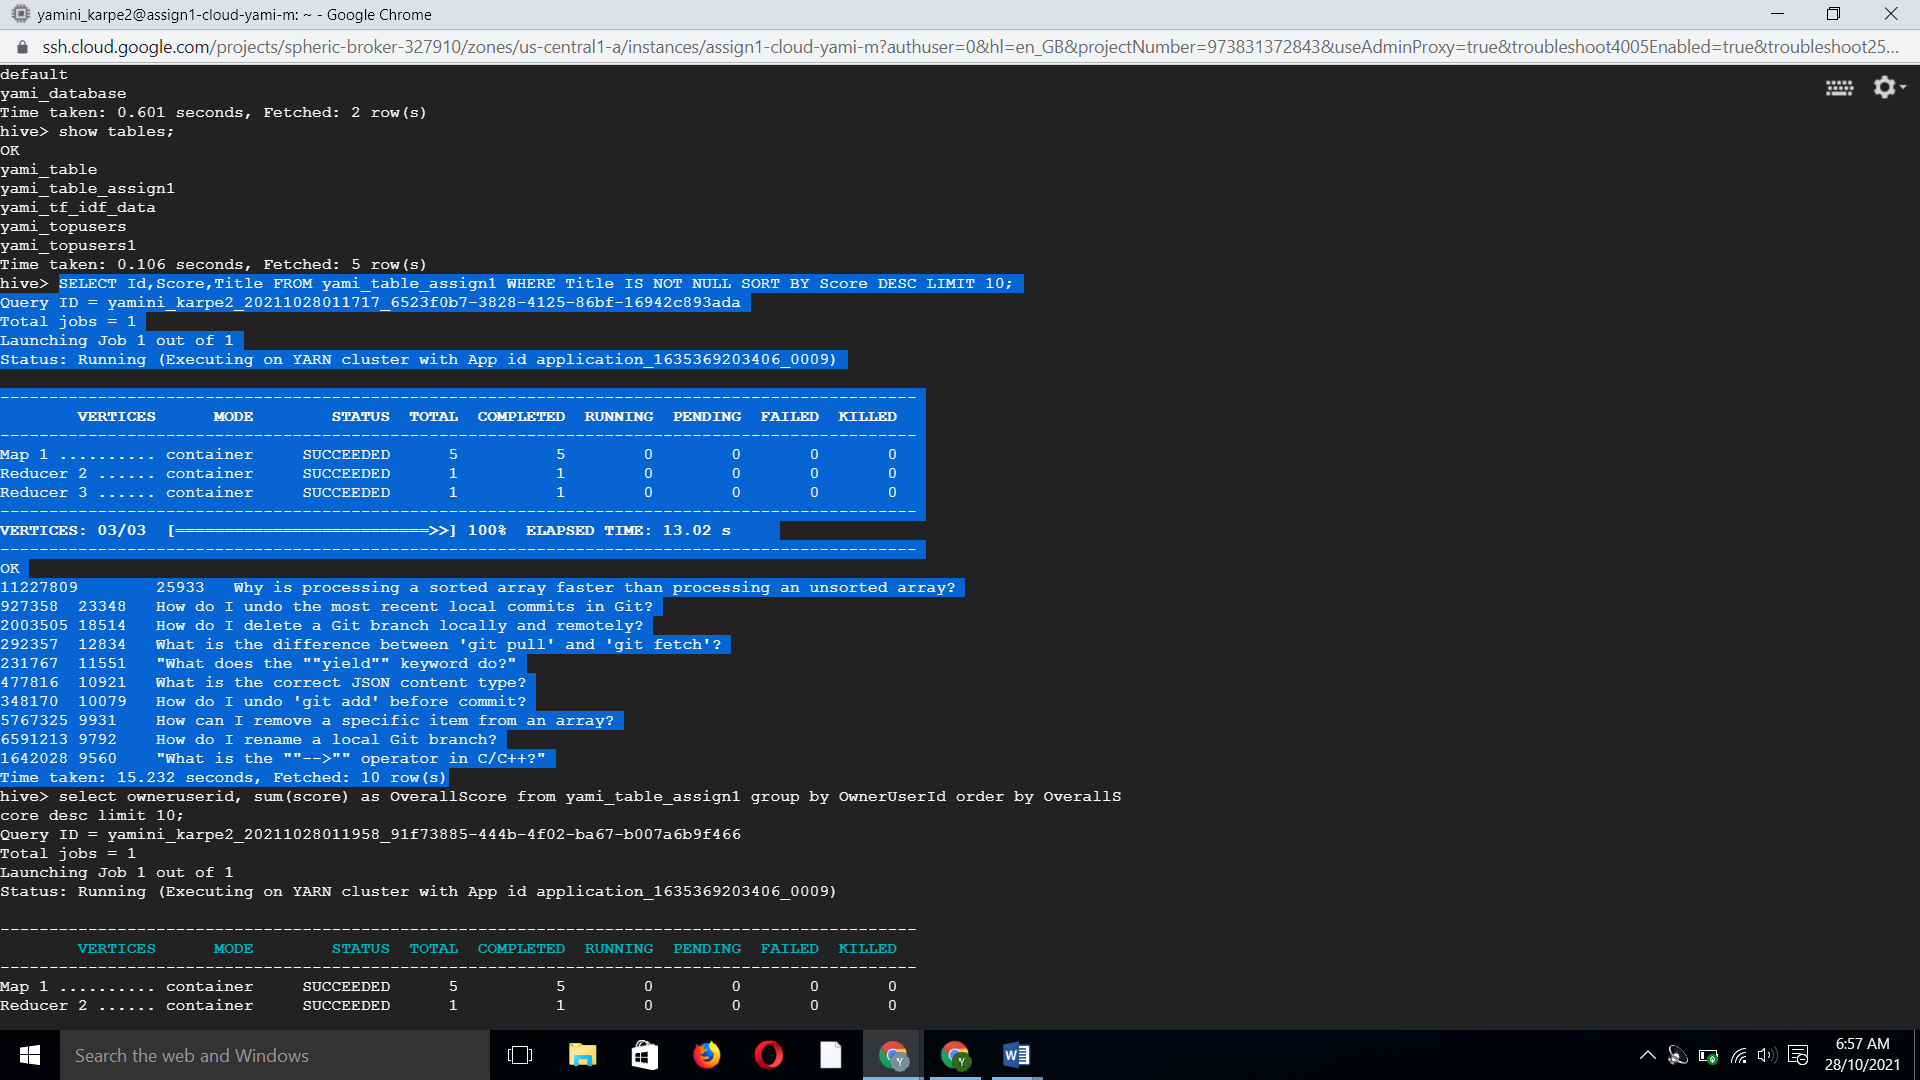 yamini_karpe2@assign1-cloud-yami-m: ~ - Google Chrome
ssh.cloud.google.com/projects/spheric-broker-327910/zones/us-central1-a/instances/assign1-cloud-yami-m?authuser=0&hl=en_GB&projectNumber=973831372843&useAdminProxy=true&troubleshoot4005Enabled=true&troubleshoot25...
default
yami_database
Time taken: 0.601 seconds, Fetched: 2 row(s)
hive> show tables;
OK
yami_table
yami_table_assign1
yami_tf_idf_data
yami_topusers
yami_topusers1
Time taken: 0.106 seconds, Fetched: 5 row(s)
hive> SELECT Id,Score,Title FROM yami_table_assign1 WHERE Title IS NOT NULL SORT BY Score DESC LIMIT 10;
Query ID = yamini_karpe2_20211028011717_6523f0b7-3828-4125-86bf-16942c893ada
Total jobs = 1
Launching Job 1 out of 1
Status: Running (Executing on YARN cluster with App id application_1635369203406_0009)
----------------------------------------------------------------------------------------------
VERTICES MODE STATUS TOTAL COMPLETED RUNNING PENDING FAILED KILLED
----------------------------------------------------------------------------------------------
Map 1 .......... container SUCCEEDED 5 5 0 0 0 0
Reducer 2 ...... container SUCCEEDED 1 1 0 0 0 0
Reducer 3 ...... container SUCCEEDED 1 1 0 0 0 0
----------------------------------------------------------------------------------------------
VERTICES: 03/03 [==========================>>] 100% ELAPSED TIME: 13.02 s
----------------------------------------------------------------------------------------------
OK
11227809 25933 Why is processing a sorted array faster than processing an unsorted array?
927358 23348 How do I undo the most recent local commits in Git?
2003505 18514 How do I delete a Git branch locally and remotely?
292357 12834 What is the difference between 'git pull' and 'git fetch'?
231767 11551 "What does the ""yield"" keyword do?"
477816 10921 What is the correct JSON content type?
348170 10079 How do I undo 'git add' before commit?
5767325 9931 How can I remove a specific item from an array?
6591213 9792 How do I rename a local Git branch?
1642028 9560 "What is the ""-->"" operator in C/C++?"
Time taken: 15.232 seconds, Fetched: 10 row(s)
hive> select owneruserid, sum(score) as OverallScore from yami_table_assign1 group by OwnerUserId order by OverallS
core desc limit 10;
Query ID = yamini_karpe2_20211028011958_91f73885-444b-4f02-ba67-b007a6b9f466
Total jobs = 1
Launching Job 1 out of 1
Status: Running (Executing on YARN cluster with App id application_1635369203406_0009)
----------------------------------------------------------------------------------------------
VERTICES MODE STATUS TOTAL COMPLETED RUNNING PENDING FAILED KILLED
----------------------------------------------------------------------------------------------
Map 1 .......... container SUCCEEDED 5 5 0 0 0 0
Reducer 2 ...... container SUCCEEDED 1 1 0 0 0 0
Search the web and Windows
6:57 AM
28/10/2021